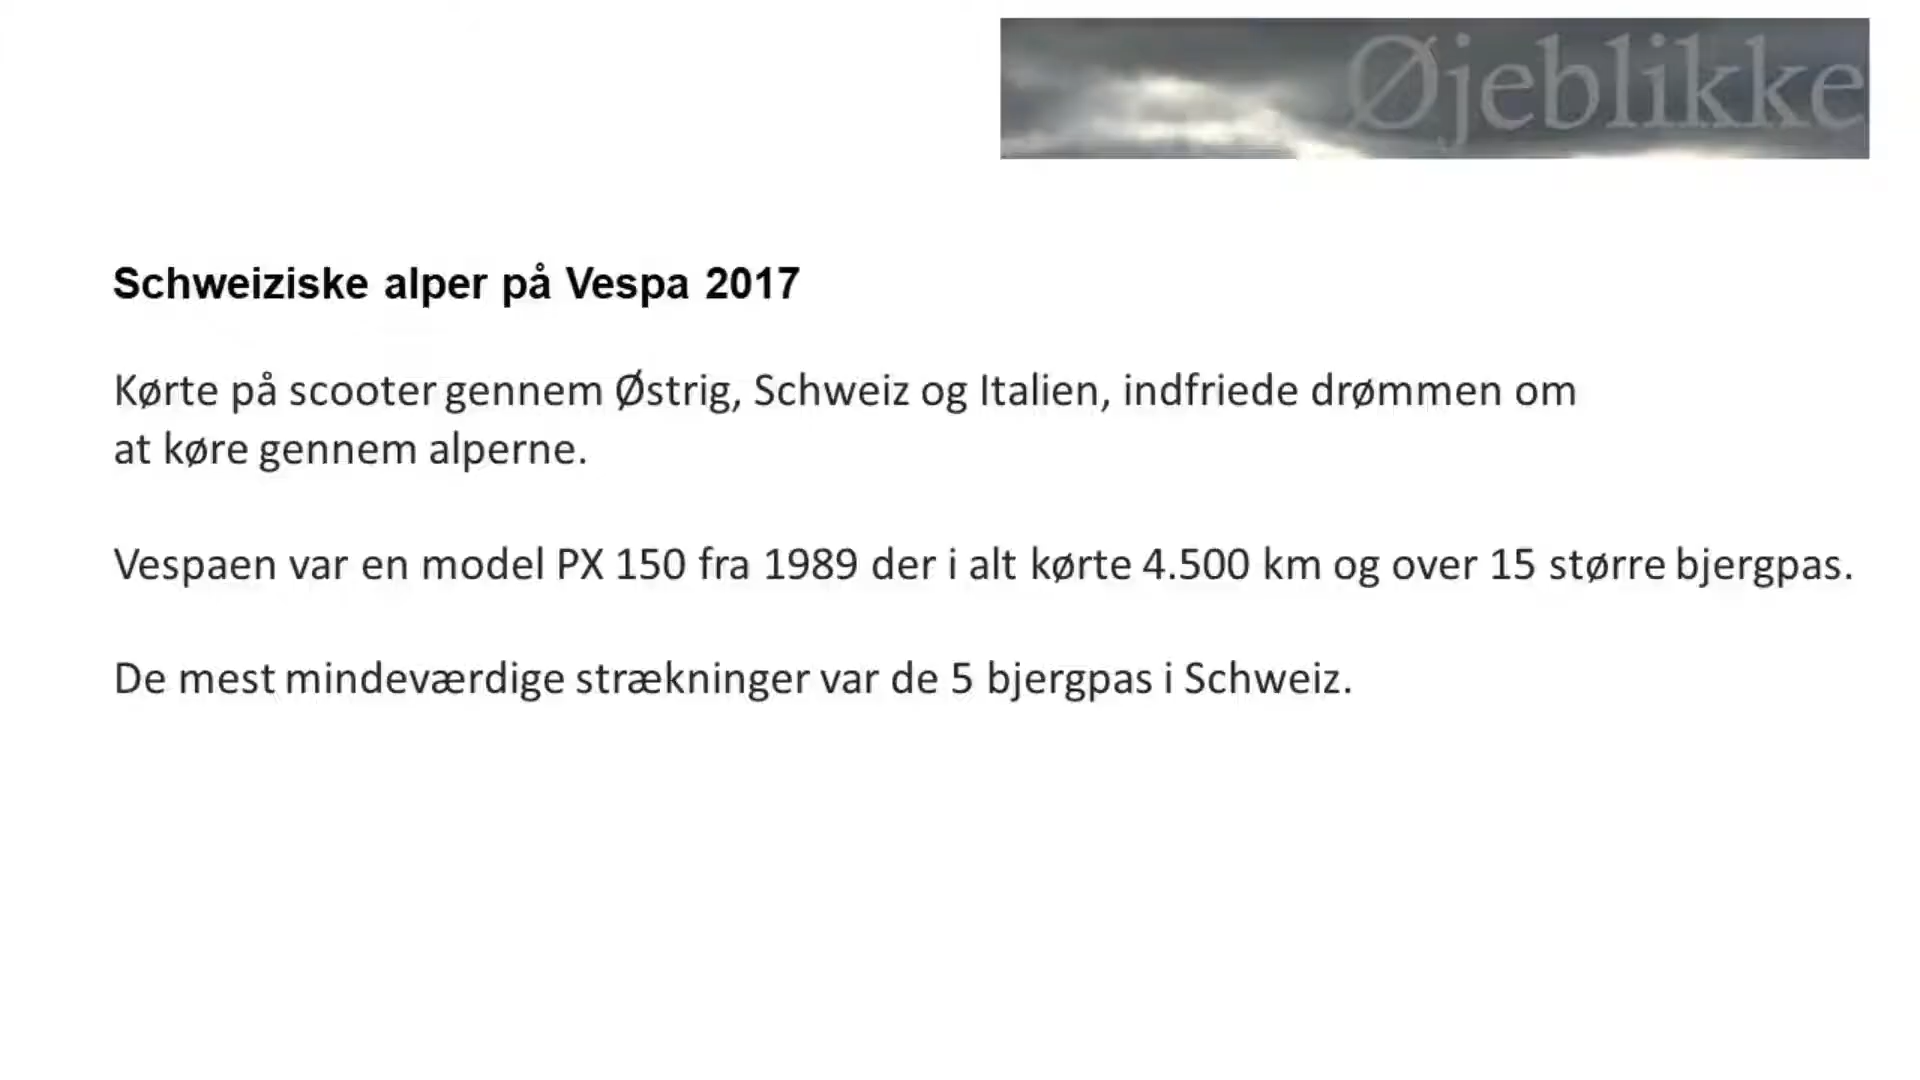 Øjeblikke
Schweiziske alper på Vespa 2017
Kørte på scooter gennem Østrig, Schweiz og Italien, indfriede drømmen om
at køre gennem alperne.
Vespaen var en model PX 150 fra 1989 der i alt kørte 4.500 km og over 15 større bjergpas.
De mest mindeværdige strækninger var de 5 bjergpas i Schweiz.